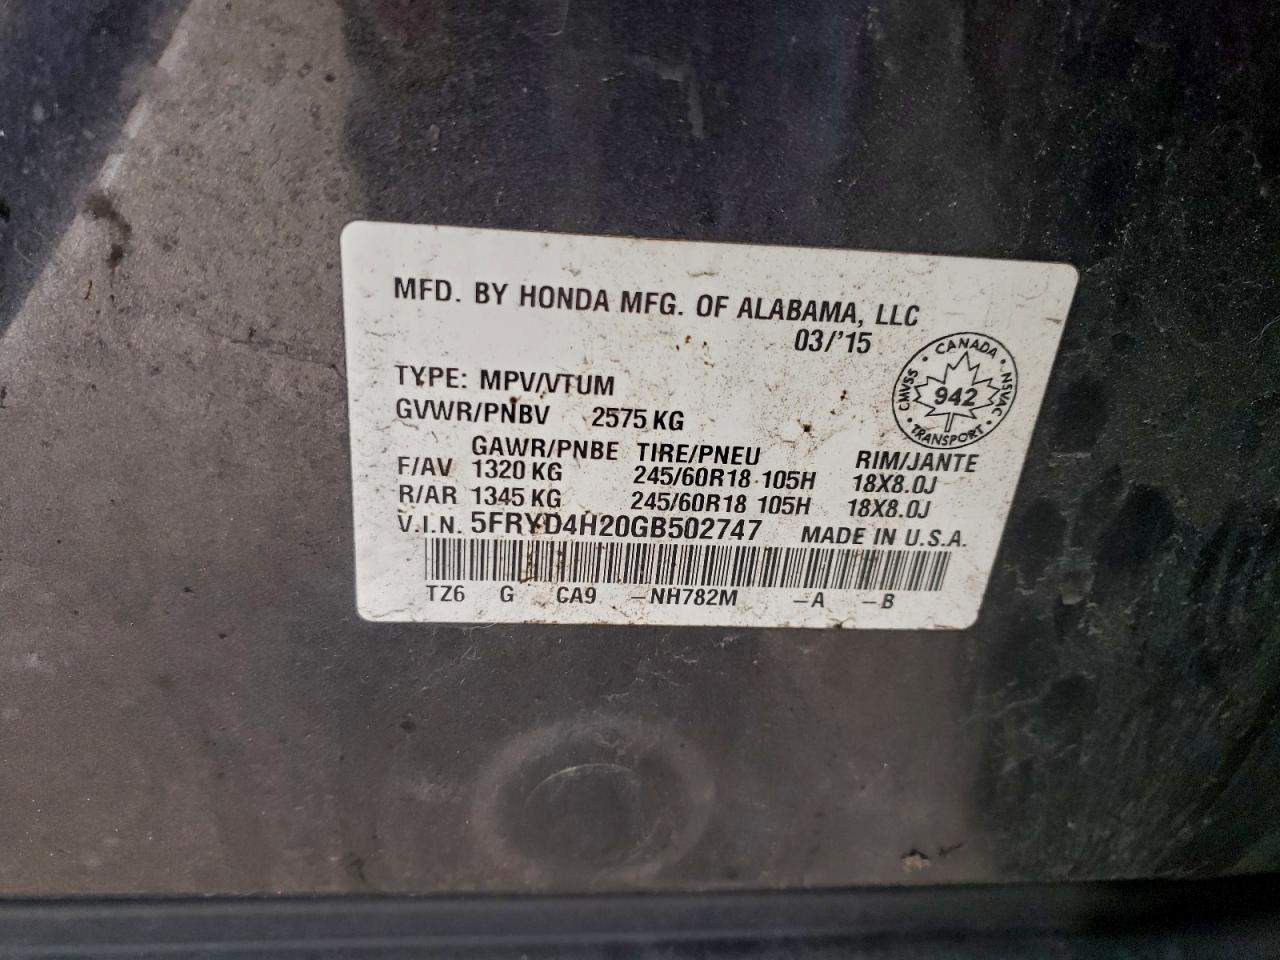 MFD. BY HONDA MFG. OF ALABAMA, LLC
03/'15
TYPE: MPV/VTUM
GVWR/PNBV 2575 KG
GAWR/PNBE TIRE/PNEU RIM/JANTE
F/AV 1320 KG 245/60R18 105H 18X8.0J
R/AR 1345 KG 245/60R18 105H 18X8.0J
V.I.N. 5FRYD4H20GB502747 MADE IN U.S.A.
TZ6 G CA9 -NH782M -A -B
CANADA
CMVSS 942 NSVAC
TRANSPORT